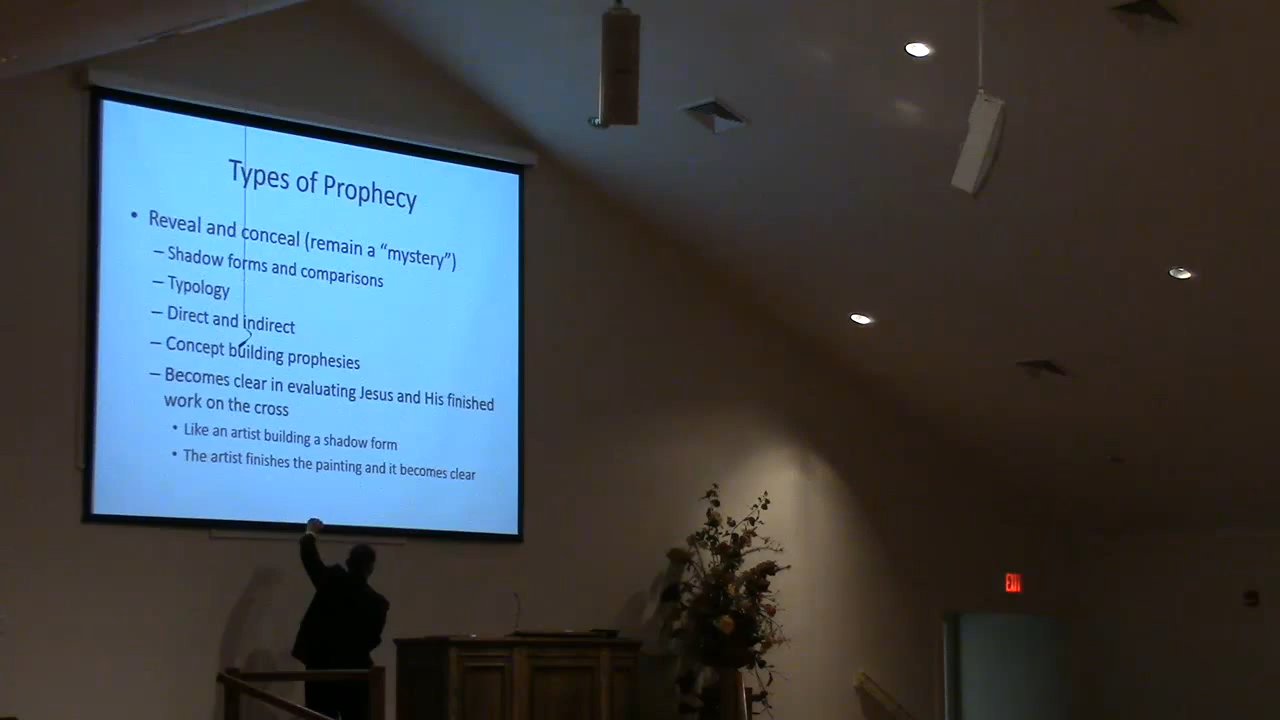 Types of Prophecy
• Reveal and conceal (remain a “mystery”)
– Shadow forms and comparisons
– Typology
– Direct and indirect
– Concept building prophesies
– Becomes clear in evaluating Jesus and His finished
work on the cross
• Like an artist building a shadow form
• The artist finishes the painting and it becomes clear